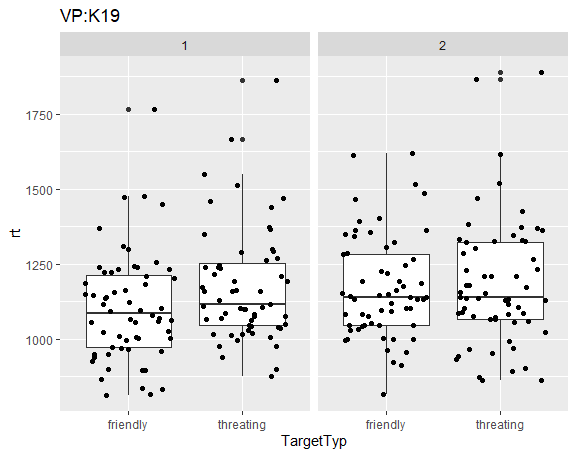 VP:K19
1
2
rt
1750
1500
1250
1000
friendly
threating
friendly
threating
TargetTyp